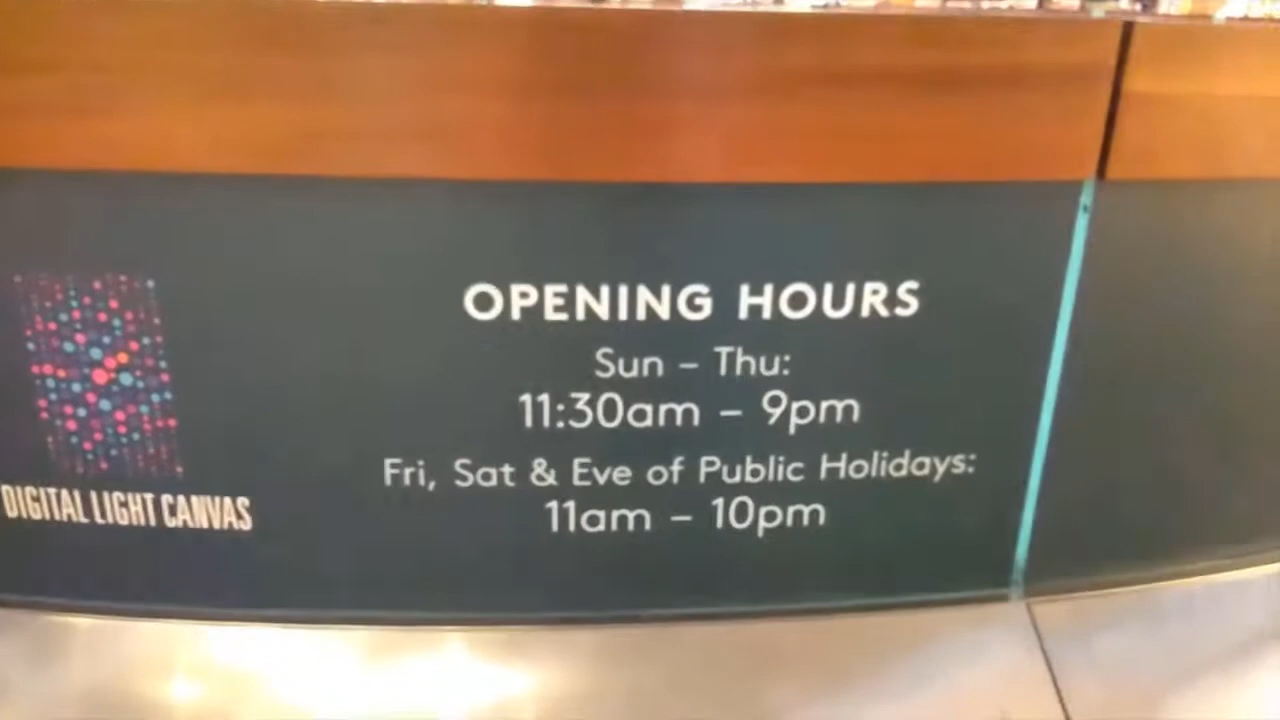 OPENING HOURS
Sun – Thu:
11:30am – 9pm
Fri, Sat & Eve of Public Holidays:
11am – 10pm
DIGITAL LIGHT CANVAS